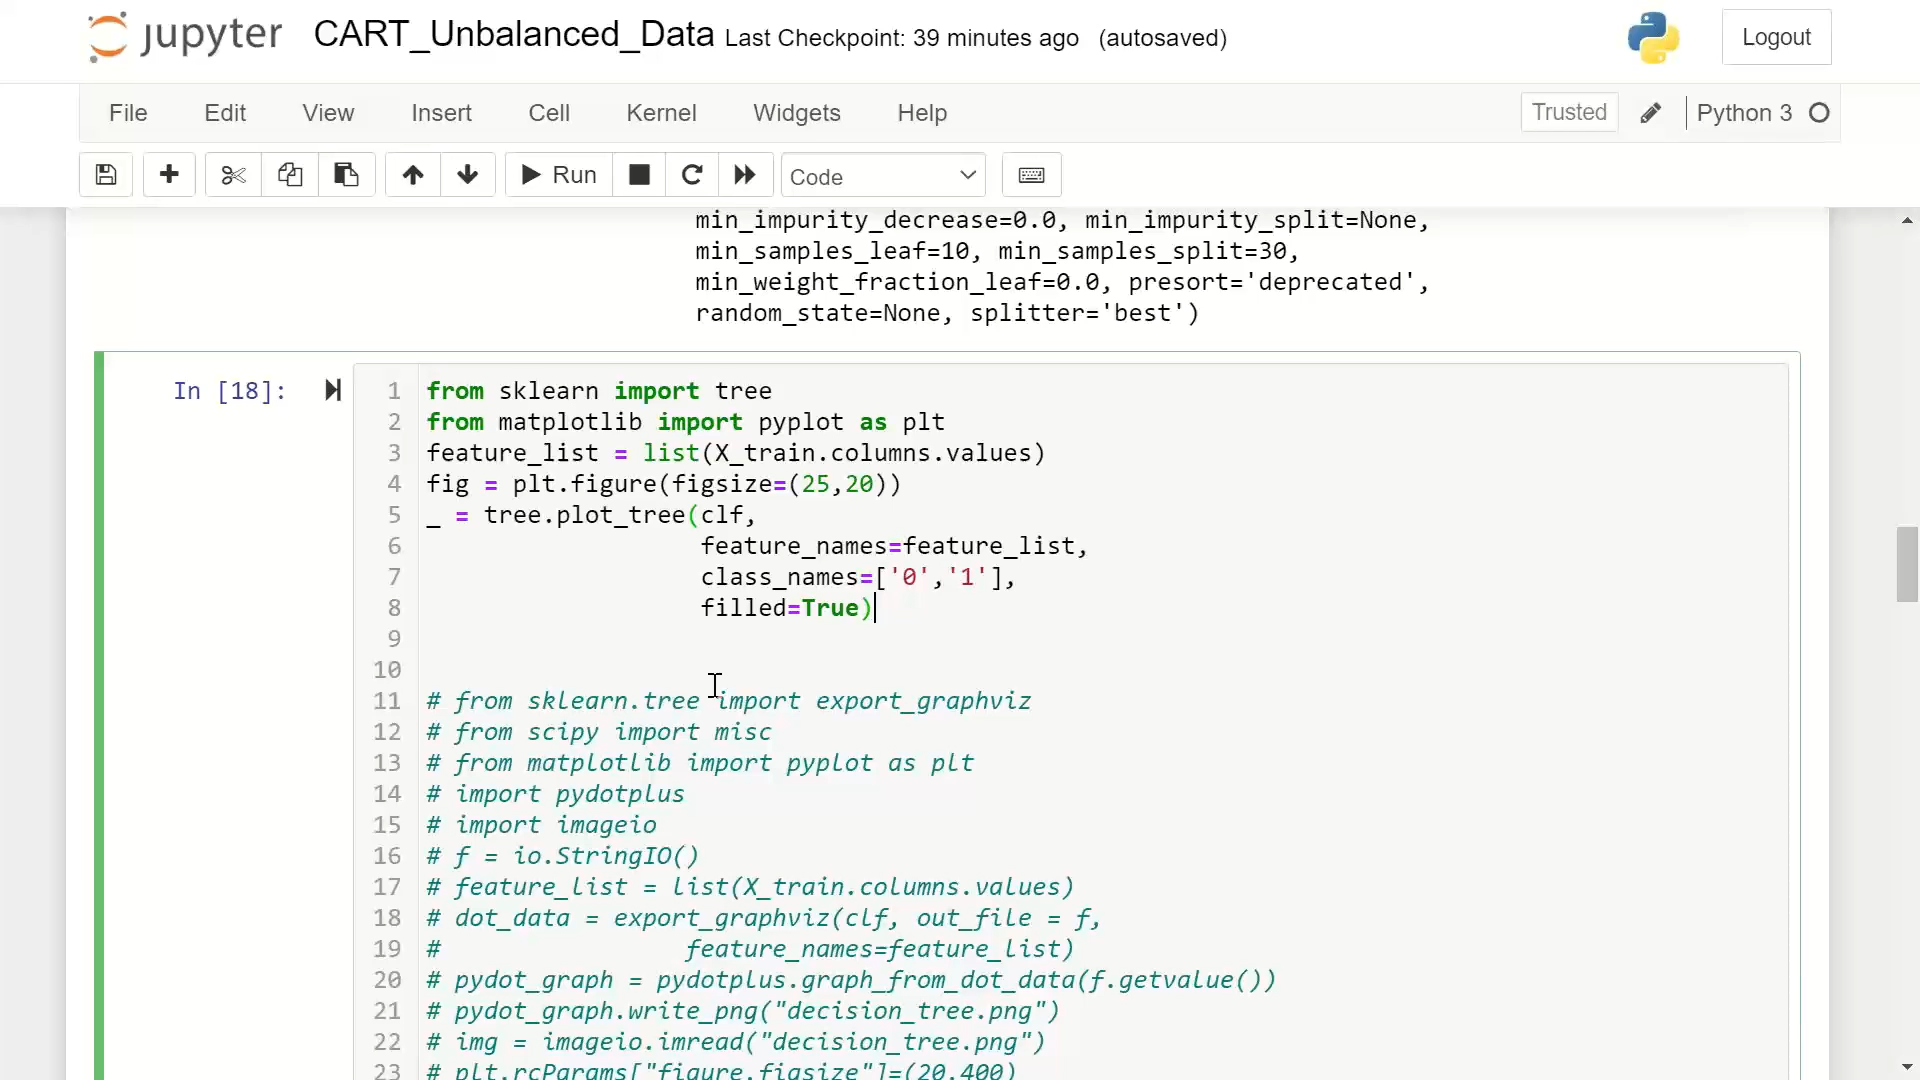 jupyter CART_Unbalanced_Data Last Checkpoint: 39 minutes ago (autosaved) Logout
File Edit View Insert Cell Kernel Widgets Help Trusted Python 3
Run Code
min_impurity_decrease=0.0, min_impurity_split=None,
min_samples_leaf=10, min_samples_split=30,
min_weight_fraction_leaf=0.0, presort='deprecated',
random_state=None, splitter='best')
In [18]: 1 from sklearn import tree
2 from matplotlib import pyplot as plt
3 feature_list = list(X_train.columns.values)
4 fig = plt.figure(figsize=(25,20))
5 _ = tree.plot_tree(clf,
6 feature_names=feature_list,
7 class_names=['0','1'],
8 filled=True)
9
10
11 # from sklearn.tree import export_graphviz
12 # from scipy import misc
13 # from matplotlib import pyplot as plt
14 # import pydotplus
15 # import imageio
16 # f = io.StringIO()
17 # feature_list = list(X_train.columns.values)
18 # dot_data = export_graphviz(clf, out_file = f,
19 # feature_names=feature_list)
20 # pydot_graph = pydotplus.graph_from_dot_data(f.getvalue())
21 # pydot_graph.write_png("decision_tree.png")
22 # img = imageio.imread("decision_tree.png")
23 # plt.rcParams["figure.figsize"]=(20,400)